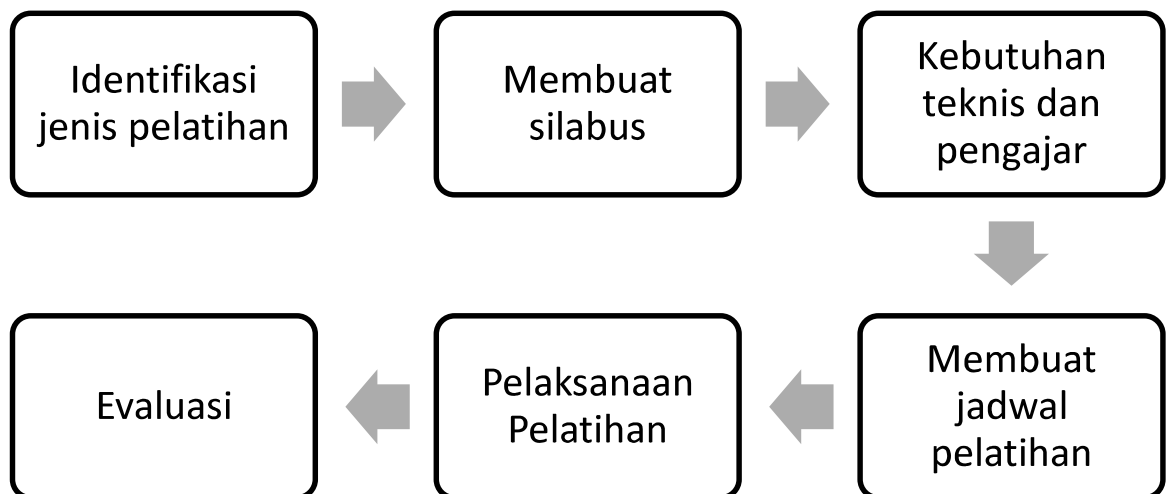 Identifikasi
jenis pelatihan
Membuat
silabus
Kebutuhan
teknis dan
pengajar
Membuat
jadwal
pelatihan
Pelaksanaan
Pelatihan
Evaluasi